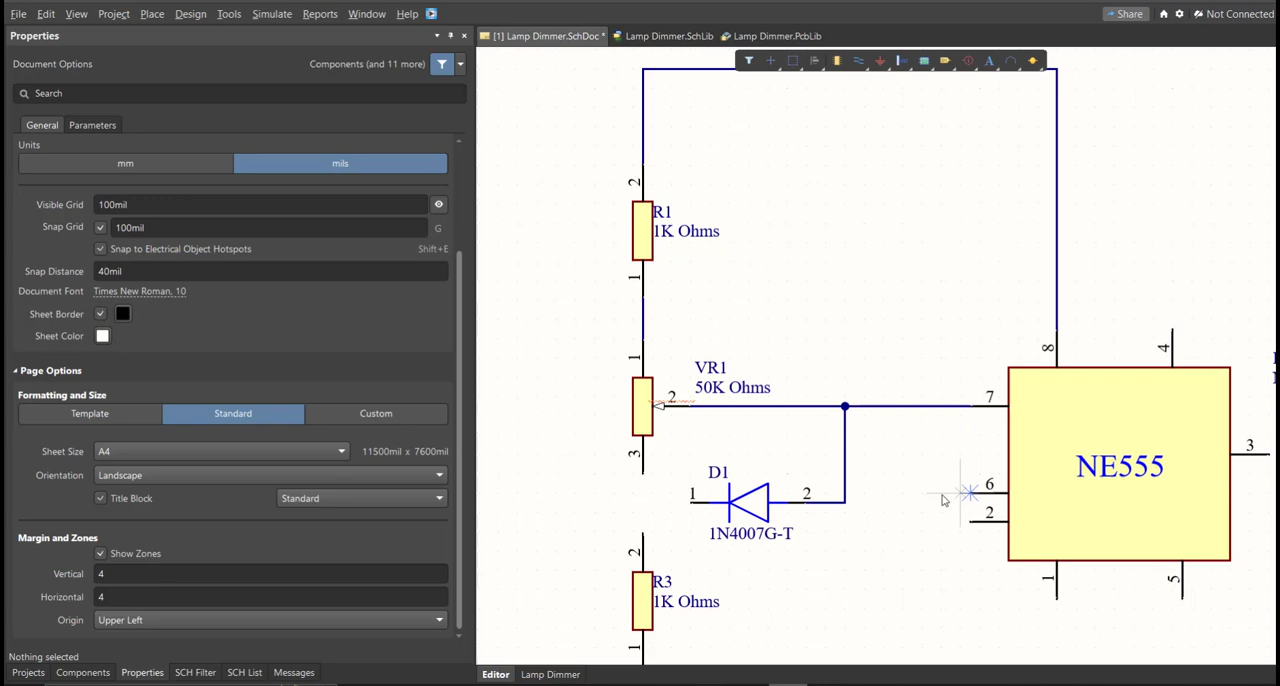 File Edit View Project Place Design Tools Simulate Reports Window Help Share Not Connected
Properties
[1] Lamp Dimmer.SchDoc * Lamp Dimmer.SchLib Lamp Dimmer.PcbLib
Document Options Components (and 11 more)
Search
General Parameters
Units
mm mils
Visible Grid 100mil
Snap Grid 100mil G
Snap to Electrical Object Hotspots Shift+E
Snap Distance 40mil
Document Font Times New Roman, 10
Sheet Border
Sheet Color
Page Options
Formatting and Size
Template Standard Custom
Sheet Size A4 11500mil x 7600mil
Orientation Landscape
Title Block Standard
Margin and Zones
Show Zones
Vertical 4
Horizontal 4
Origin Upper Left
Nothing selected
Projects Components Properties SCH Filter SCH List Messages
A
2
R1
1K Ohms
1
1
VR1
50K Ohms
2
3
D1
1 2
1N4007G-T
2
R3
1K Ohms
1
8
4
7
NE555
3
6
2
1
5
Editor Lamp Dimmer